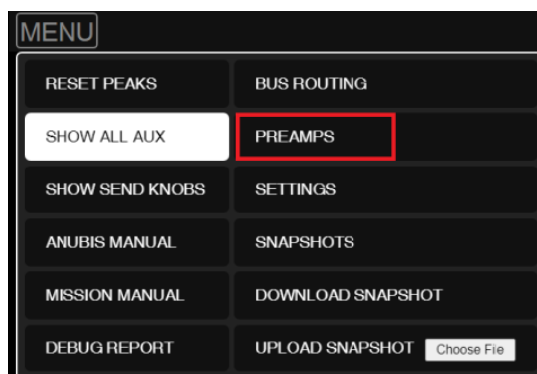 MENU
RESET PEAKS BUS ROUTING
SHOW ALL AUX PREAMPS
SHOW SEND KNOBS SETTINGS
ANUBIS MANUAL SNAPSHOTS
MISSION MANUAL DOWNLOAD SNAPSHOT
DEBUG REPORT UPLOAD SNAPSHOT Choose File